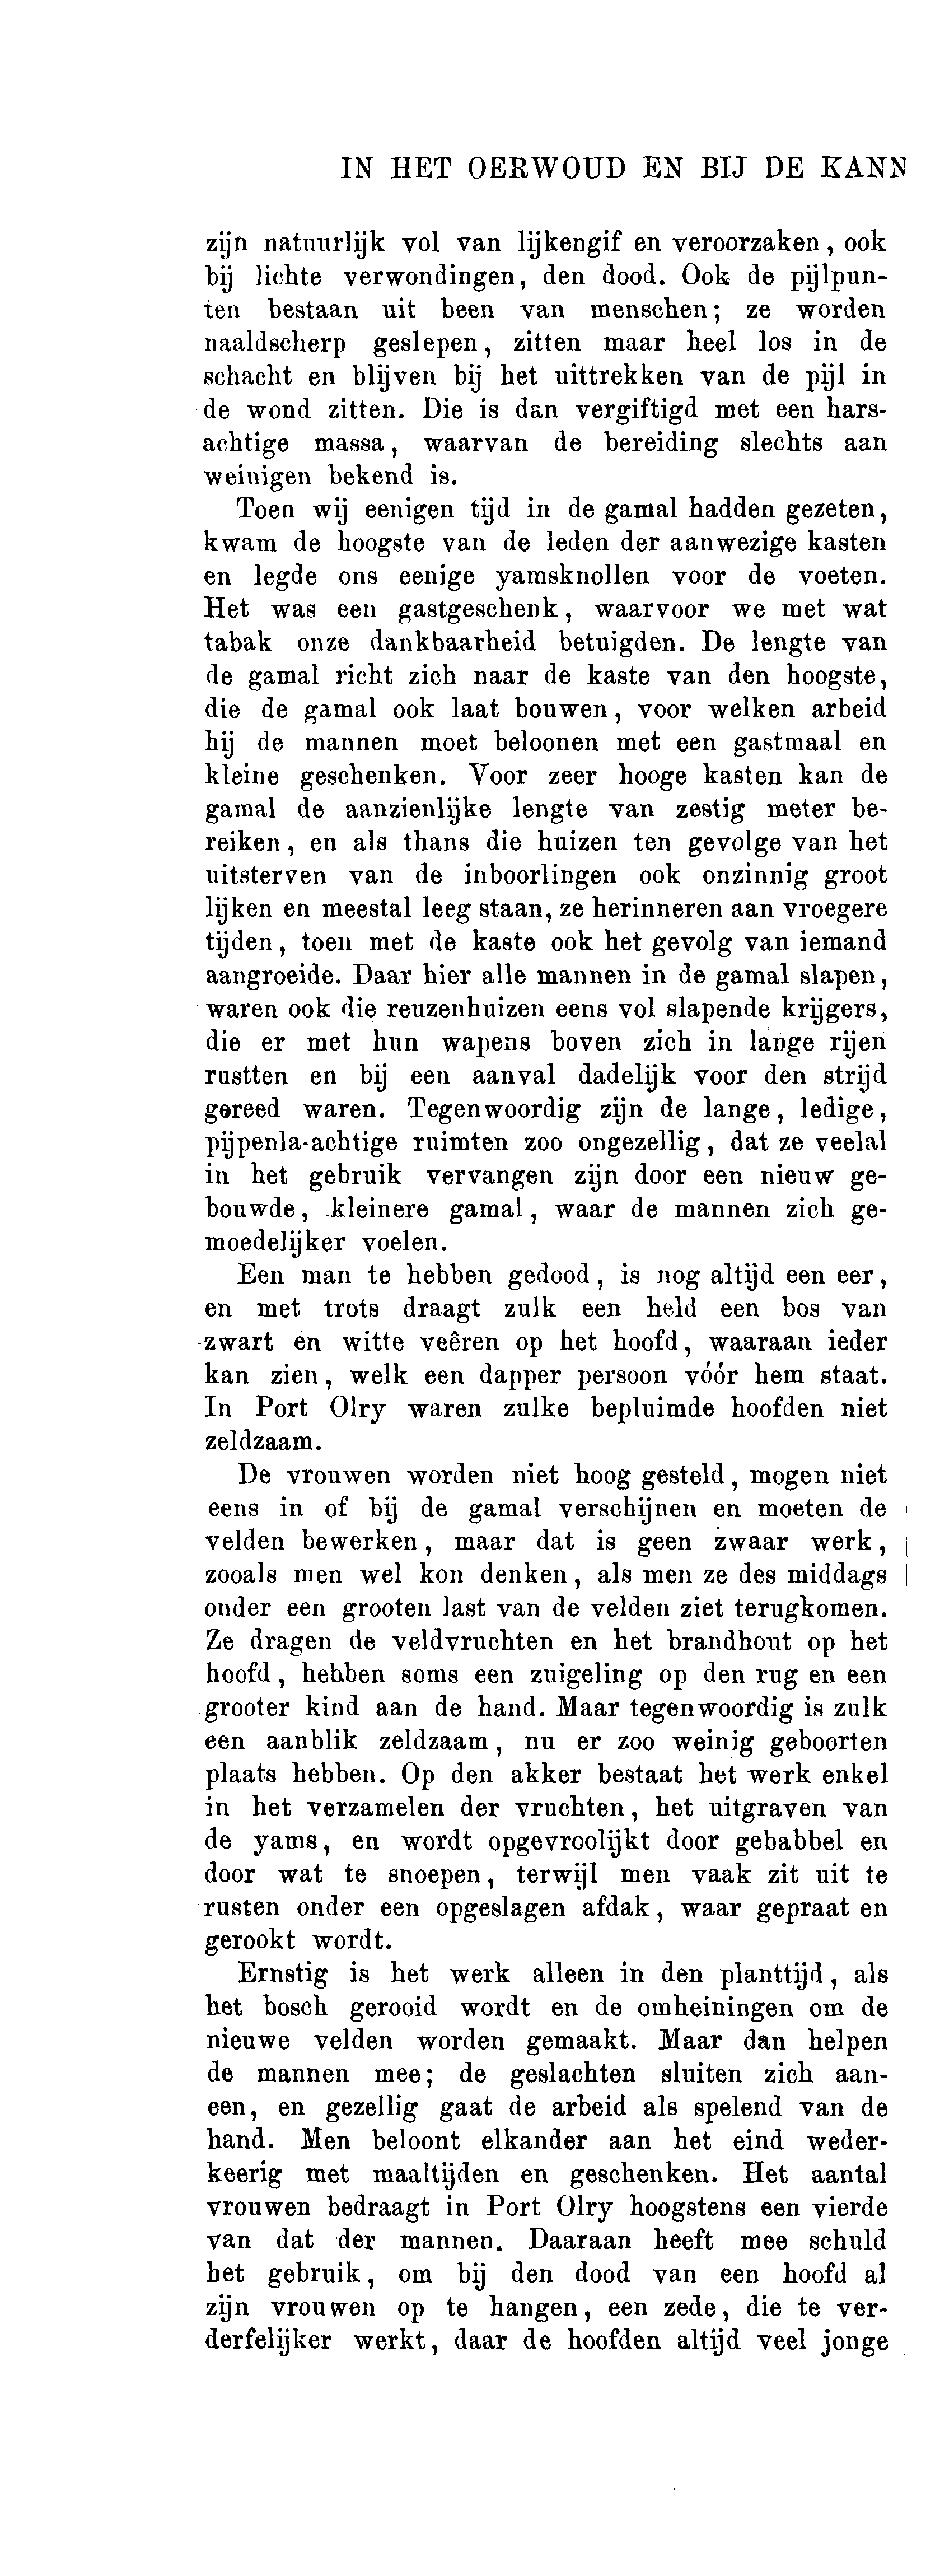 IN HET OERWOUD EN BIJ DE KANN
zijn natuurlijk vol van lijkengif en veroorzaken, ook
bij lichte verwondingen, den dood. Ook de pijlpun-
ten bestaan uit been van menschen; ze worden
naaldscherp geslepen, zitten maar heel los in de
schacht en blijven bij het uittrekken van de pijl in
de wond zitten. Die is dan vergiftigd met een hars-
achtige massa, waarvan de bereiding slechts aan
weinigen bekend is.
Toen wij eenigen tijd in de gamal hadden gezeten,
kwam de hoogste van de leden der aanwezige kasten
en legde ons eenige yamsknollen voor de voeten.
Het was een gastgeschenk, waarvoor we met wat
tabak onze dankbaarheid betuigden. De lengte van
de gamal richt zich naar de kaste van den hoogste,
die de gamal ook laat bouwen, voor welken arbeid
hij de mannen moet beloonen met een gastmaal en
kleine geschenken. Voor zeer hooge kasten kan de
gamal de aanzienlijke lengte van zestig meter be-
reiken, en als thans die huizen ten gevolge van het
uitsterven van de inboorlingen ook onzinnig groot
lijken en meestal leeg staan, ze herinneren aan vroegere
tijden, toen met de kaste ook het gevolg van iemand
aangroeide. Daar hier alle mannen in de gamal slapen,
waren ook die reuzenhuizen eens vol slapende krijgers,
die er met hun wapens boven zich in lange rijen
rustten en bij een aanval dadelijk voor den strijd
gereed waren. Tegenwoordig zijn de lange, ledige,
pijpenla-achtige ruimten zoo ongezellig, dat ze veelal
in het gebruik vervangen zijn door een nieuw ge-
bouwde, kleinere gamal, waar de mannen zich ge-
moedelijker voelen.
Een man te hebben gedood, is nog altijd een eer,
en met trots draagt zulk een held een bos van
zwart en witte veêren op het hoofd, waaraan ieder
kan zien, welk een dapper persoon vóór hem staat.
In Port Olry waren zulke bepluimde hoofden niet
zeldzaam.
De vrouwen worden niet hoog gesteld, mogen niet
eens in of bij de gamal verschijnen en moeten de
velden bewerken, maar dat is geen zwaar werk,
zooals men wel kon denken, als men ze des middags
onder een grooten last van de velden ziet terugkomen.
Ze dragen de veldvruchten en het brandhout op het
hoofd, hebben soms een zuigeling op den rug en een
grooter kind aan de hand. Maar tegenwoordig is zulk
een aanblik zeldzaam, nu er zoo weinig geboorten
plaats hebben. Op den akker bestaat het werk enkel
in het verzamelen der vruchten, het uitgraven van
de yams, en wordt opgevroolijkt door gebabbel en
door wat te snoepen, terwijl men vaak zit uit te
rusten onder een opgeslagen afdak, waar gepraat en
gerookt wordt.
Ernstig is het werk alleen in den planttijd, als
het bosch gerooid wordt en de omheiningen om de
nieuwe velden worden gemaakt. Maar dan helpen
de mannen mee; de geslachten sluiten zich aan-
een, en gezellig gaat de arbeid als spelend van de
hand. Men beloont elkander aan het eind weder-
keerig met maaltijden en geschenken. Het aantal
vrouwen bedraagt in Port Olry hoogstens een vierde
van dat der mannen. Daaraan heeft mee schuld
het gebruik, om bij den dood van een hoofd al
zijn vrouwen op te hangen, een zede, die te ver-
derfelijker werkt, daar de hoofden altijd veel jonge